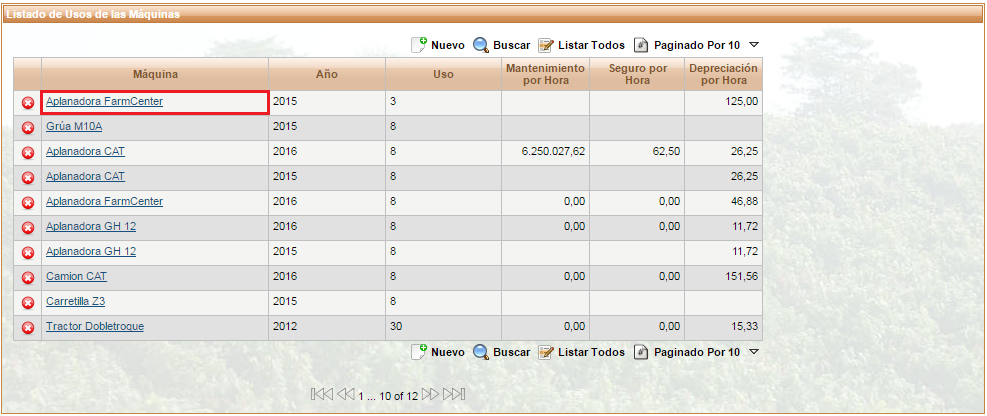 Listado de Usos de las Máquinas
Nuevo Buscar Listar Todos Paginado Por 10
Máquina Año Uso Mantenimiento por Hora Seguro por Hora Depreciación por Hora
Aplanadora FarmCenter 2015 3 125,00
Grúa M10A 2015 8
Aplanadora CAT 2016 8 6.250.027,62 62,50 26,25
Aplanadora CAT 2015 8 26,25
Aplanadora FarmCenter 2016 8 0,00 0,00 46,88
Aplanadora GH 12 2016 8 0,00 0,00 11,72
Aplanadora GH 12 2015 8 11,72
Camion CAT 2016 8 0,00 0,00 151,56
Carretilla Z3 2015 8
Tractor Dobletroque 2012 30 0,00 0,00 15,33
Nuevo Buscar Listar Todos Paginado Por 10
1 ... 10 of 12